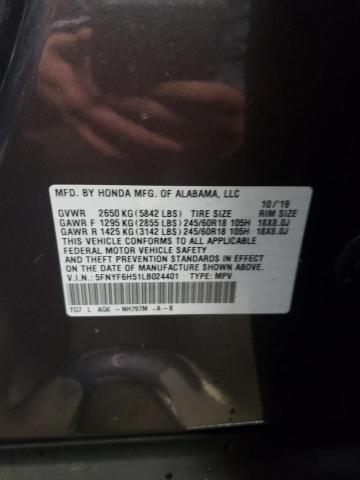 MFD. BY HONDA MFG. OF ALABAMA, LLC
10/19
GVWR 2650 KG (5842 LBS) TIRE SIZE RIM SIZE
GAWR F 1295 KG (2855 LBS) 245/60R18 105H 18X8.0J
GAWR R 1425 KG (3142 LBS) 245/60R18 105H 18X8.0J
THIS VEHICLE CONFORMS TO ALL APPLICABLE
FEDERAL MOTOR VEHICLE SAFETY
AND THEFT PREVENTION STANDARDS IN EFFECT
ON THE DATE OF MANUFACTURE SHOWN ABOVE.
V.I.N.: 5FNYF6H51LB024401 TYPE: MPV
TG7 L AG6 -NH797M -A-B